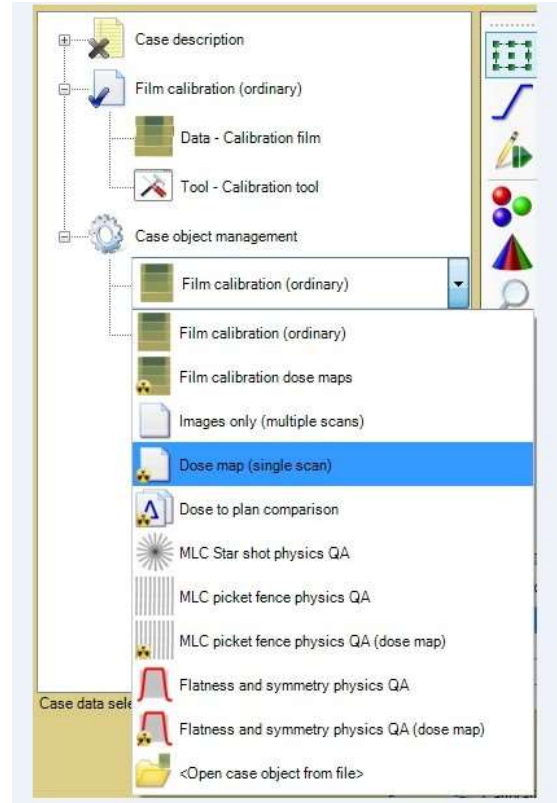 Case description
Film calibration (ordinary)
Data - Calibration film
Tool - Calibration tool
Case object management
Film calibration (ordinary)
Film calibration (ordinary)
Film calibration dose maps
Images only (multiple scans)
Dose map (single scan)
Dose to plan comparison
MLC Star shot physics QA
MLC picket fence physics QA
MLC picket fence physics QA (dose map)
Flatness and symmetry physics QA
Case data sele
Flatness and symmetry physics QA (dose map)
<Open case object from file>